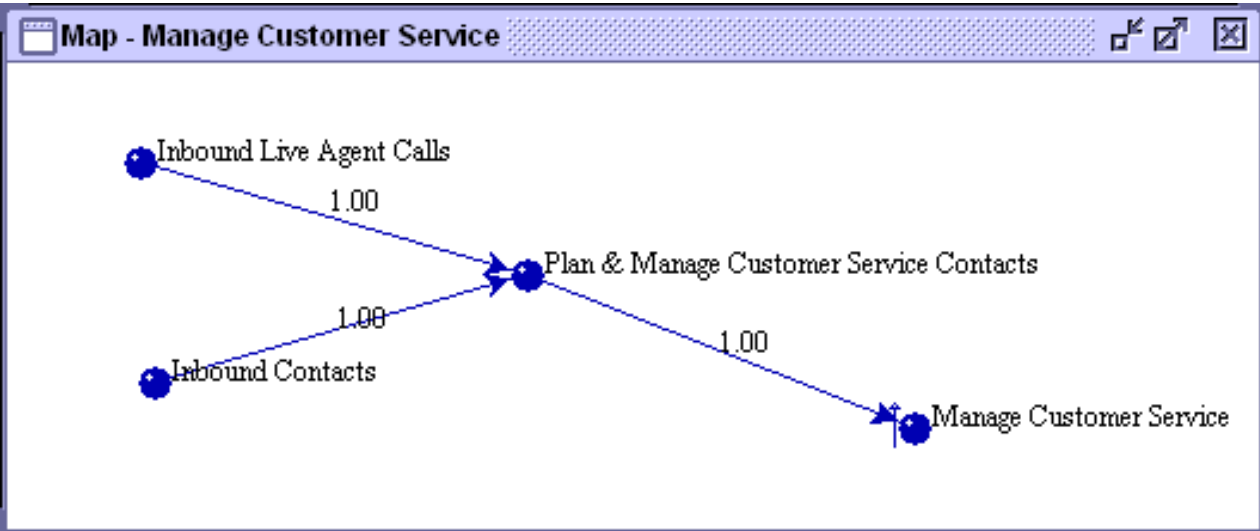 Map - Manage Customer Service
Inbound Live Agent Calls
1.00
Plan & Manage Customer Service Contacts
1.00
1.00
Inbound Contacts
Manage Customer Service